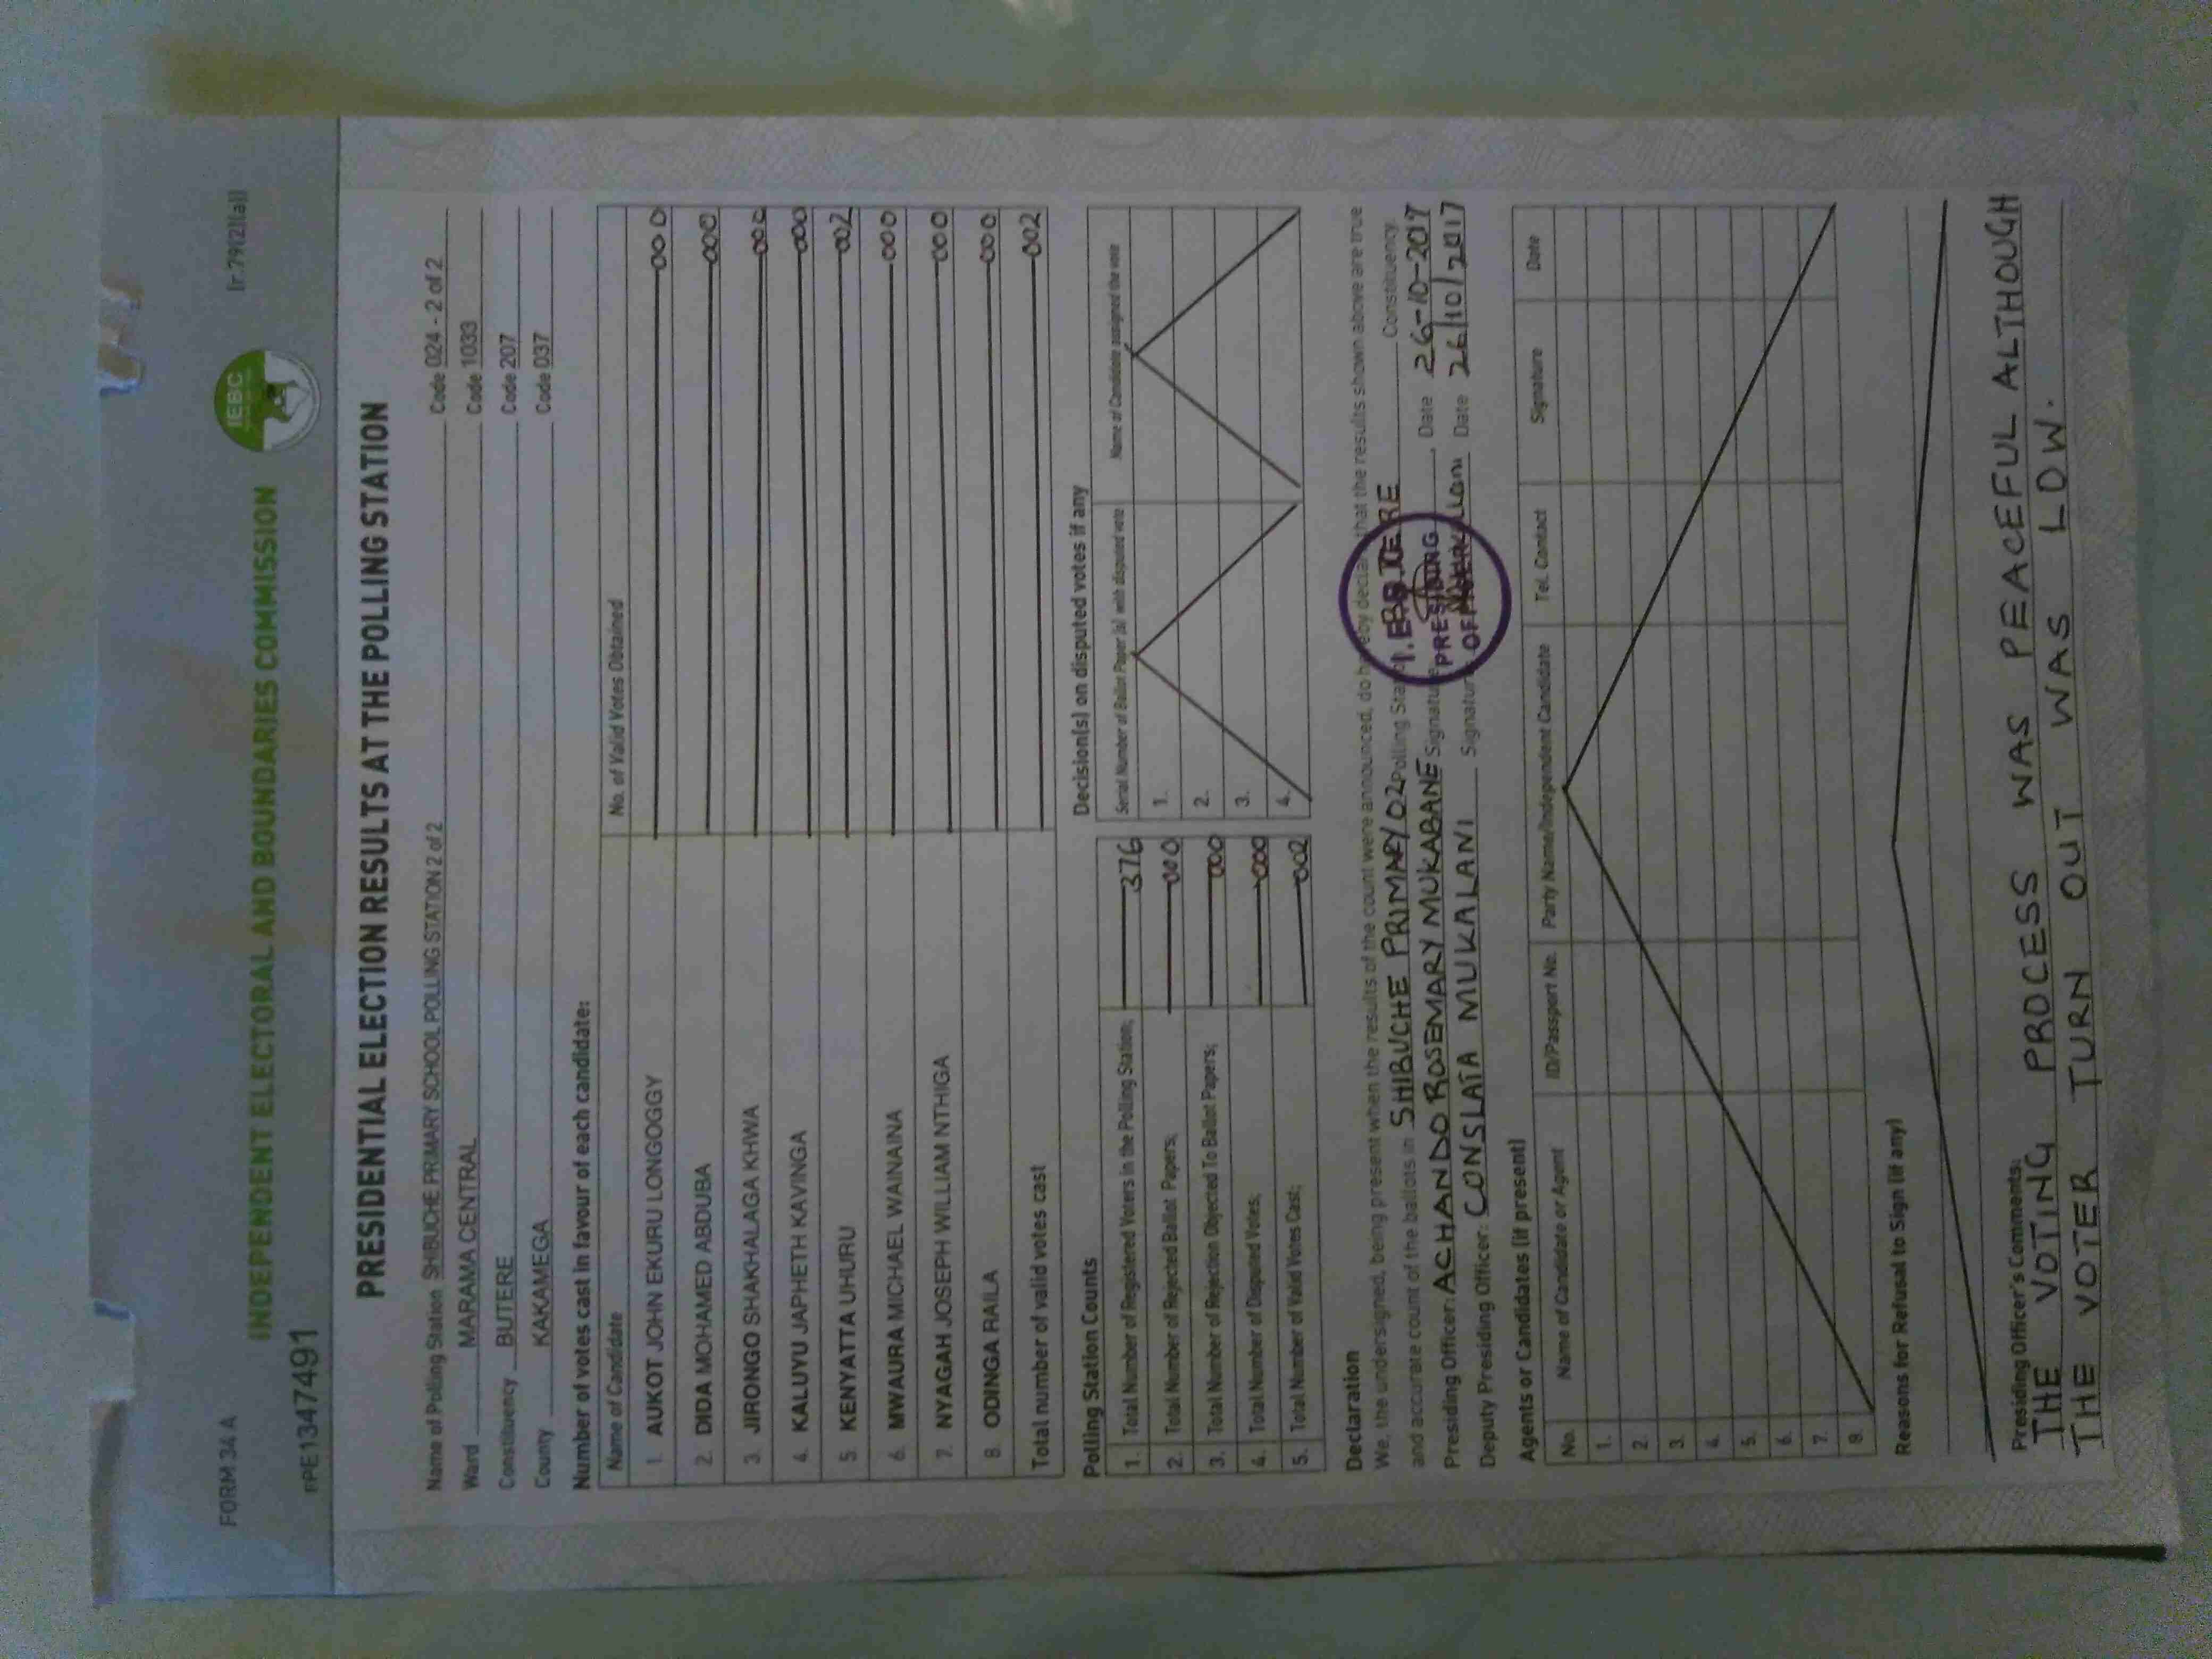 FORM 34 A
(r.79(2)(a))
INDEPENDENT ELECTORAL AND BOUNDARIES COMMISSION
IEBC
PRE1347491
PRESIDENTIAL ELECTION RESULTS AT THE POLLING STATION
Name of Polling Station SHIBUCHE PRIMARY SCHOOL POLLING STATION 2 of 2 Code 024 - 2 of 2
Ward MARAMA CENTRAL Code 1033
Constituency BUTERE Code 207
County KAKAMEGA Code 037
Number of votes cast in favour of each candidate:
Name of Candidate No. of Valid Votes Obtained
1. AUKOT JOHN EKURU LONGOGGY 000
2. DIDA MOHAMED ABDUBA 000
3. JIRONGO SHAKHALAGA KHWA 000
4. KALUYU JAPHETH KAVINGA 000
5. KENYATTA UHURU 002
6. MWAURA MICHAEL WAINAINA 000
7. NYAGAH JOSEPH WILLIAM NTHIGA 000
8. ODINGA RAILA 000
Total number of valid votes cast 002
Polling Station Counts
1. Total Number of Registered Voters in the Polling Station; 376
2. Total Number of Rejected Ballot Papers; 000
3. Total Number of Rejection Objected To Ballot Papers; 000
4. Total Number of Disputed Votes; 000
5. Total Number of Valid Votes Cast; 002
Decision(s) on disputed votes if any
Serial Number of Ballot Paper (s) with disputed vote Name of Candidate assigned the vote
1.
2.
3.
4.
Declaration
We, the undersigned, being present when the results of the count were announced, do hereby declare that the results shown above are true
and accurate count of the ballots in SHIBUCHE PRIMARY 02 Polling Station BUTERE Constituency.
Presiding Officer: ACHANDO ROSEMARY MUKABANE Signature Date 26-10-2017
Deputy Presiding Officer: CONSLATA MUKALANI Signature Date 26/10/2017
PRESIDING
OFFICER
Agents or Candidates (if present)
No. Name of Candidate or Agent ID/Passport No. Party Name/Independent Candidate Tel. Contact Signature Date
1.
2.
3.
4.
5.
6.
7.
8.
Reasons for Refusal to Sign (if any)
Presiding Officer's Comments:
THE VOTING PROCESS WAS PEACEFUL ALTHOUGH
THE VOTER TURN OUT WAS LOW.